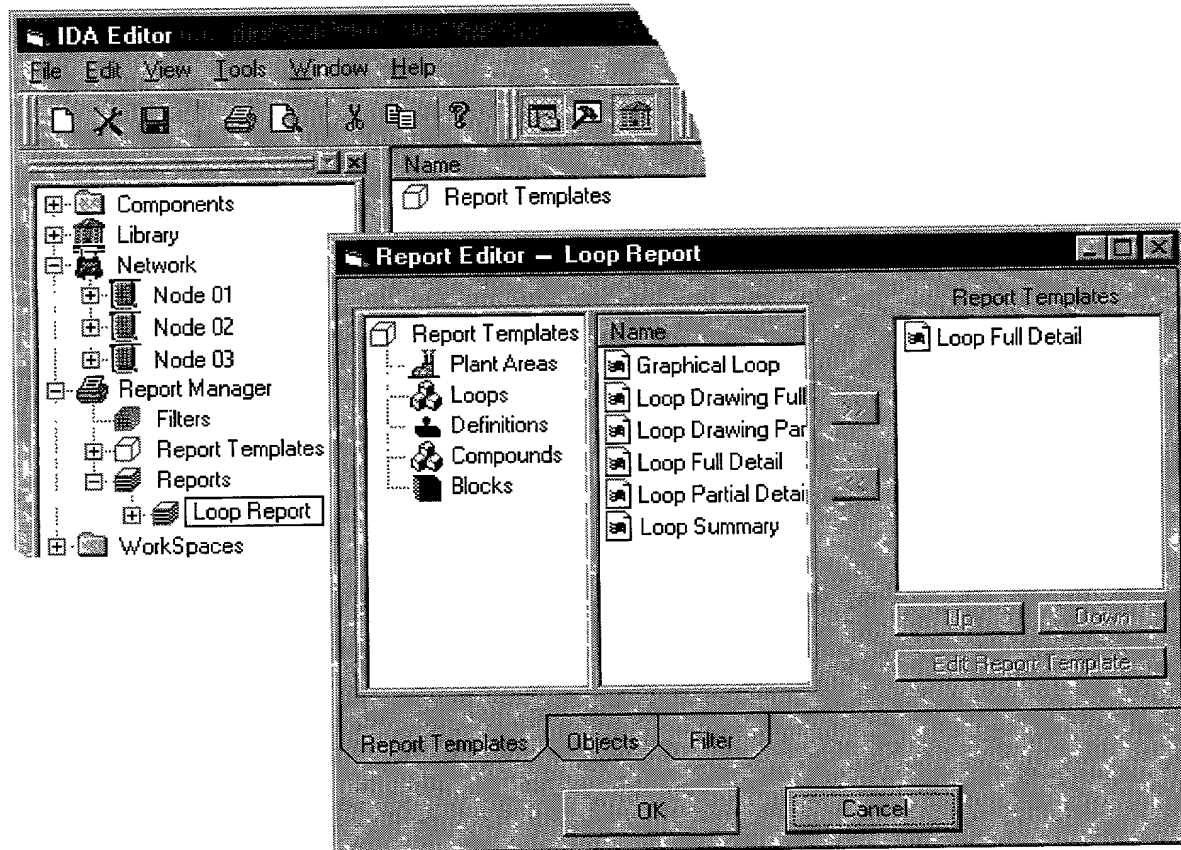 IDA Editor
File Edit View Tools Window Help
Name
Report Templates
Components
Library
Network
Node 01
Node 02
Node 03
Report Manager
Filters
Report Templates
Reports
Loop Report
WorkSpaces
Report Editor – Loop Report
Report Templates
Plant Areas
Loops
Definitions
Compounds
Blocks
Name
Graphical Loop
Loop Drawing Full
Loop Drawing Par
Loop Full Detail
Loop Partial Detai
Loop Summary
>>
<<
Report Templates
Loop Full Detail
Up Down
Edit Report Template
Report Templates Objects Filter
OK Cancel